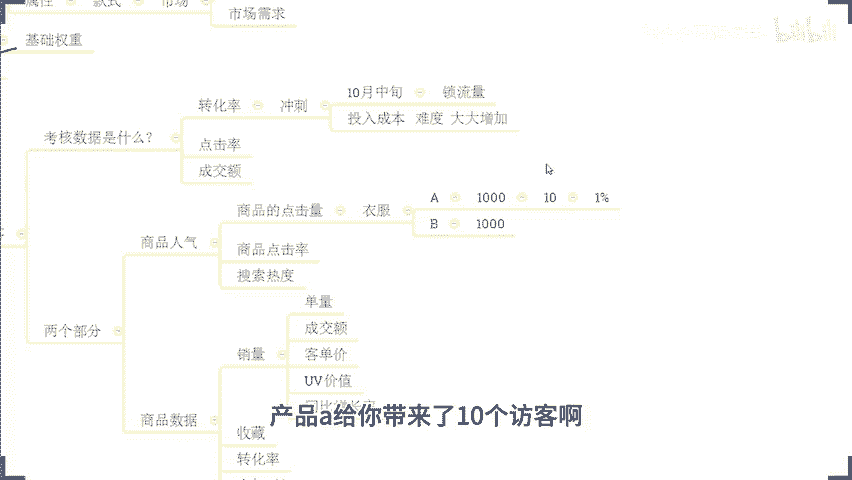 属性 款式 市场
市场需求
基础权重
转化率 冲刺 10月中旬 锁流量
投入成本 难度 大大增加
考核数据是什么?
点击率
成交额
商品的点击量 衣服 A 1000 10 1%
B 1000
商品人气
商品点击率
搜索热度
两个部分
单量
成交额
销量 客单价
UV价值
商品数据
产品a给你带来了10个访客啊
收藏
转化率